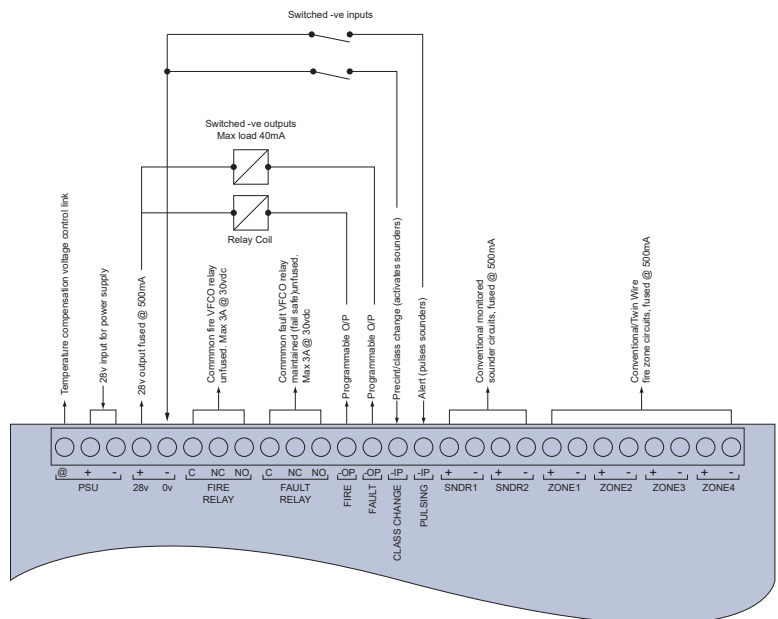 Switched -ve inputs
Switched -ve outputs
Max load 40mA
Relay Coil
Temperature compensation voltage control link
28v input for power supply
28v output fused @ 500mA
Commmon fire VFCO relay
unfused. Max 3A @ 30vdc
Commmon fault VFCO relay
maintained (fail safe)unfused.
Max 3A @ 30vdc
Programmable O/P
Programmable O/P
Precint/class change (activates sounders)
Alert (pulses sounders)
Conventional monitored
sounder circuits, fused @ 500mA
Conventional/Twin Wire
fire zone circuits, fused @ 500mA
@ + - + - C NC NO C NC NO -OP -OP -IP -IP + - + - + - + - + - + -
PSU 28v 0v FIRE RELAY FAULT RELAY FIRE FAULT CLASS CHANGE PULSING SNDR1 SNDR2 ZONE1 ZONE2 ZONE3 ZONE4